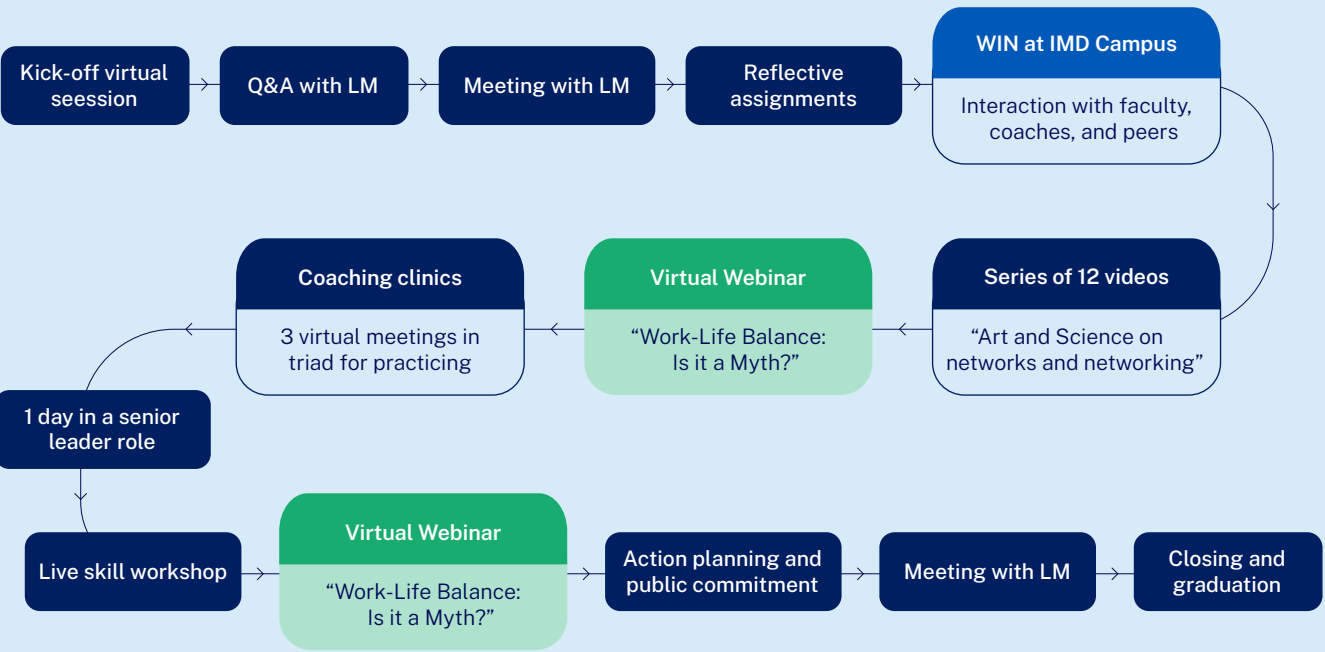 Kick-off virtual
seession
Q&A with LM
Meeting with LM
Reflective
assignments
WIN at IMD Campus
Interaction with faculty,
coaches, and peers
Series of 12 videos
“Art and Science on
networks and networking”
Virtual Webinar
“Work-Life Balance:
Is it a Myth?”
Coaching clinics
3 virtual meetings in
triad for practicing
1 day in a senior
leader role
Live skill workshop
Virtual Webinar
“Work-Life Balance:
Is it a Myth?”
Action planning and
public commitment
Meeting with LM
Closing and
graduation